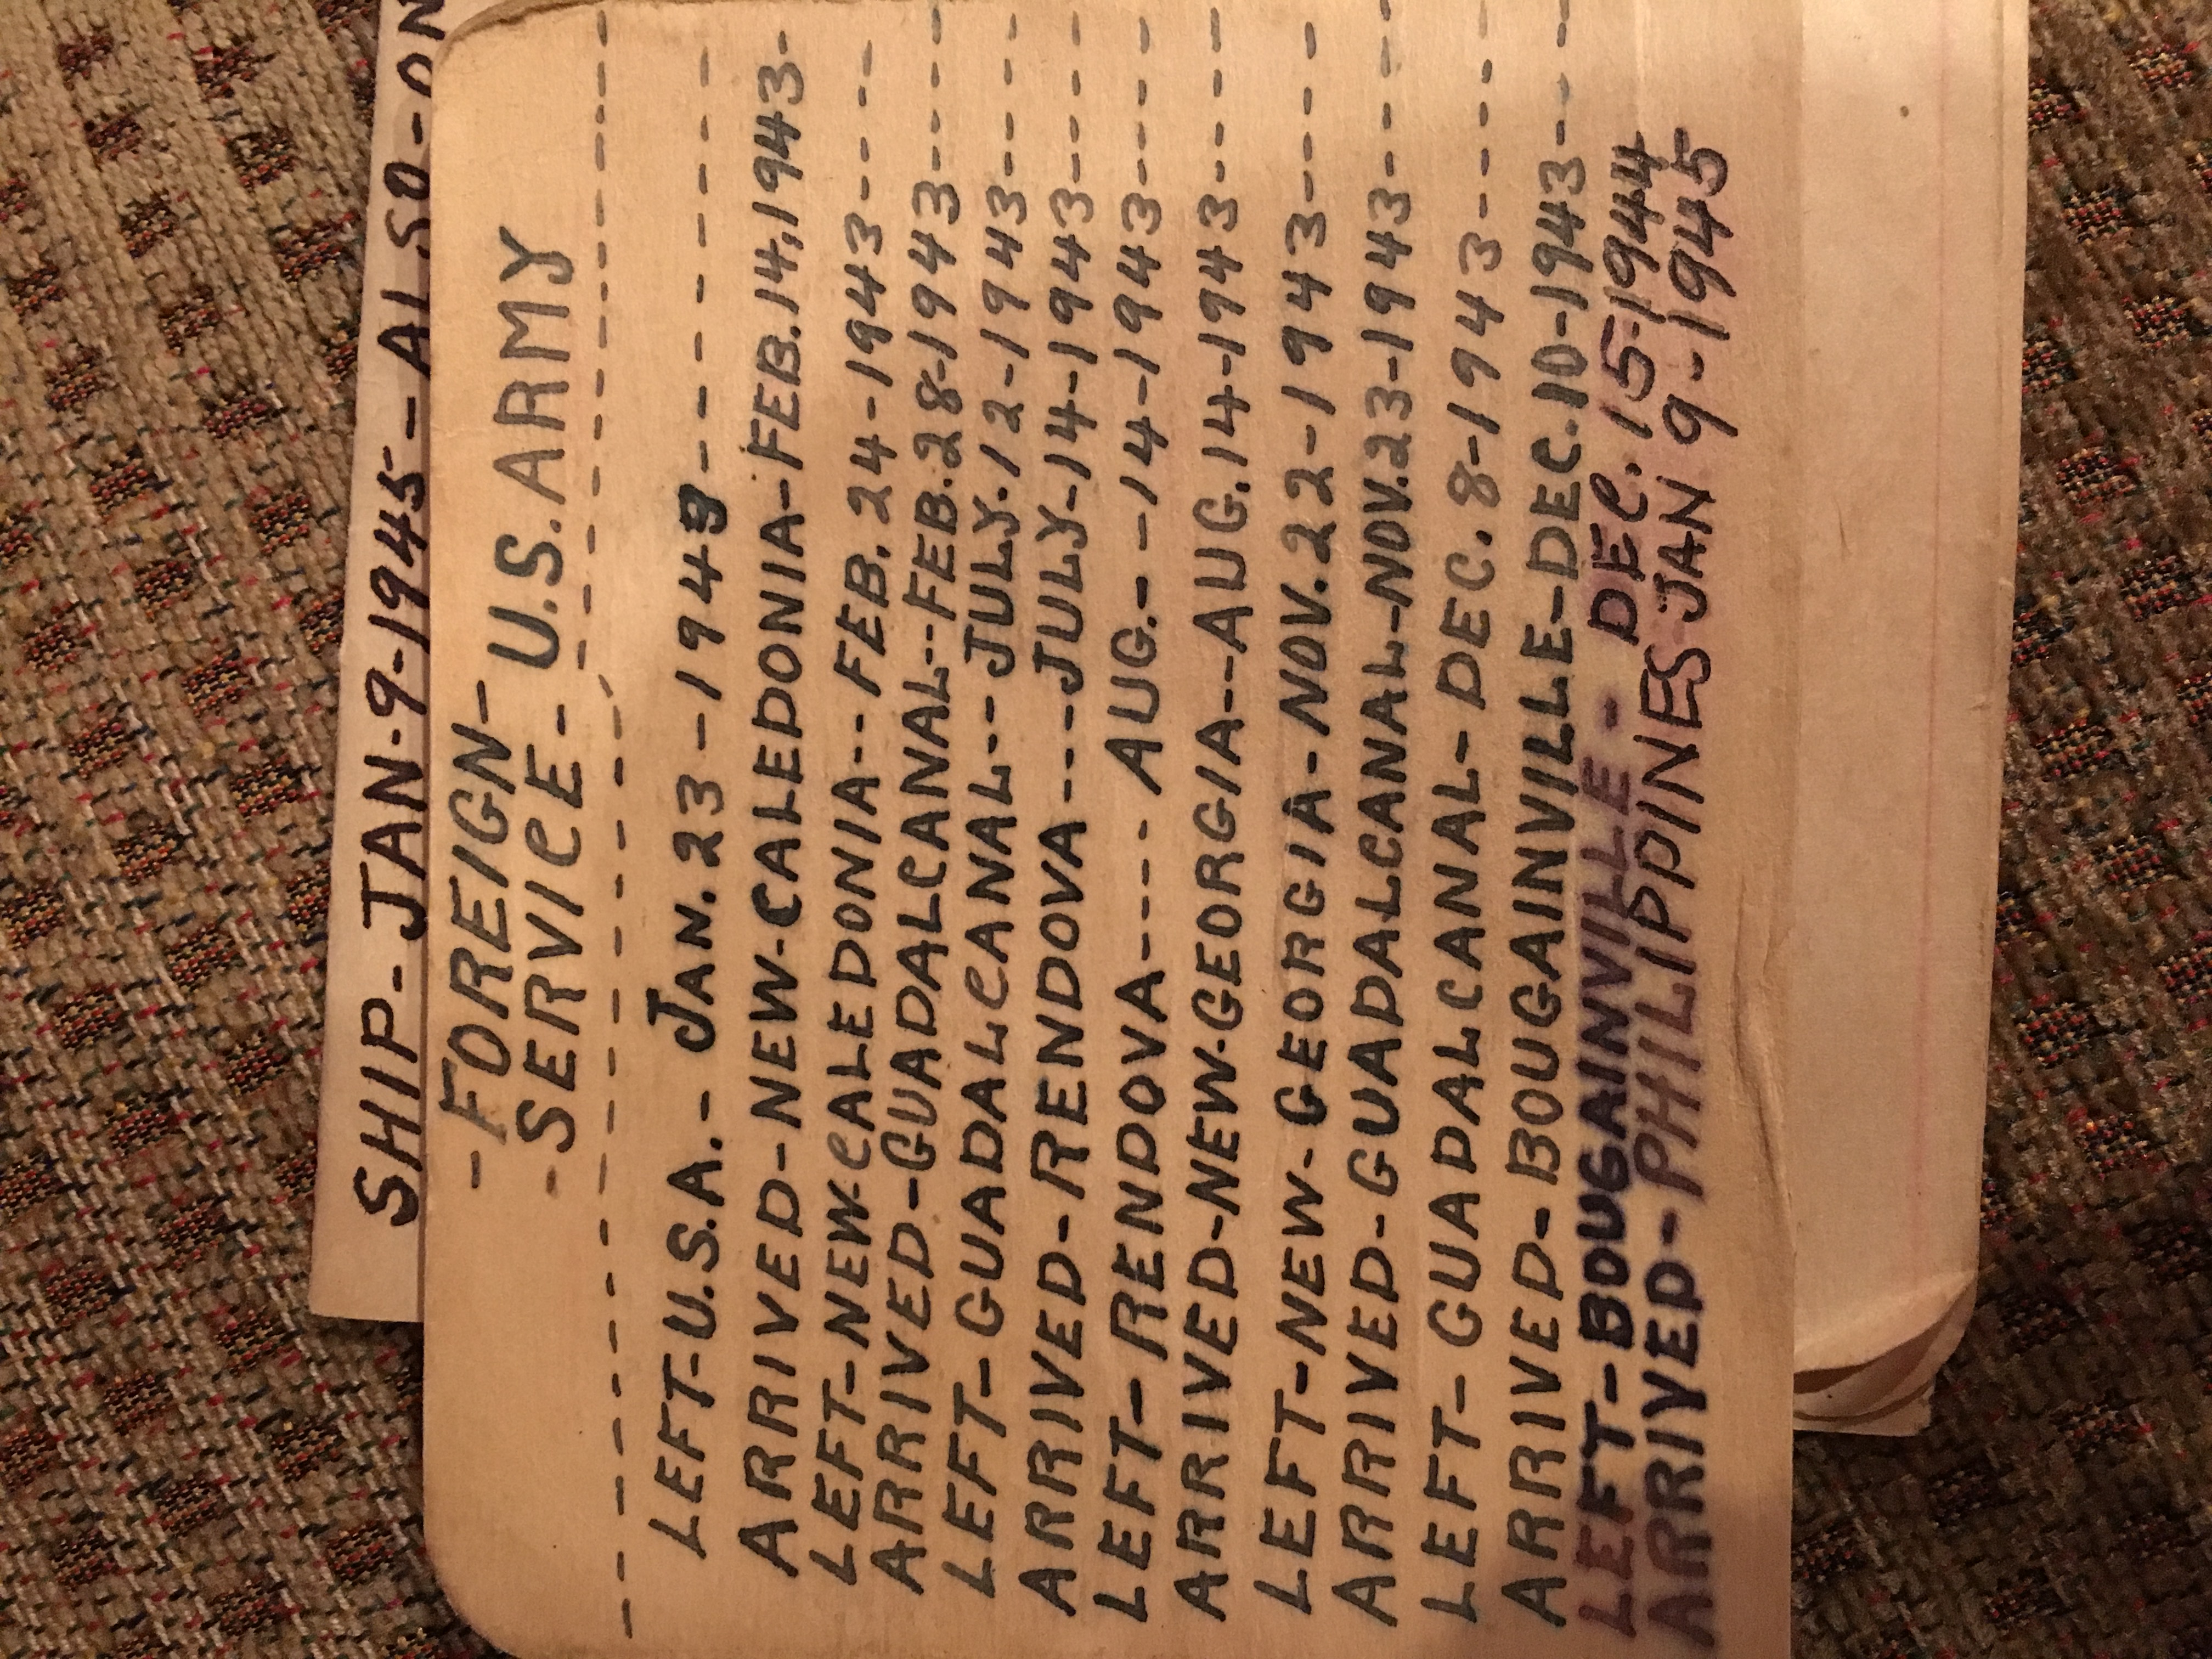 SHIP-JAN-9-1945-ALSO-ON
-FOREIGN-
-SERVICE-U.S.ARMY
LEFT-U.S.A.- JAN. 23-1943----------
ARRIVED-NEW-CALEDONIA-FEB.14,1943-
LEFT-NEW-CALEDONIA--FEB. 24-1943----
ARRIVED-GUADALCANAL--FEB.28-1943----
LEFT-GUADALCANAL--JULY.12-1943----
ARRIVED-RENDOVA---JULY-14-1943----
LEFT-RENDOVA---- AUG.--14-1943----
ARRIVED-NEW-GEORGIA--AUG.14-1943----
LEFT-NEW-GEORGIA-NOV.22-1943----
ARRIVED-GUADALCANAL-NOV.23-1943----
LEFT-GUADALCANAL-DEC. 8-1943-----
ARRIVED-BOUGAINVILLE-DEC.10-1943----
LEFT-BOUGAINVILLE- DEC. 15-1944
ARRIVED-PHILIPPINES JAN 9-1945